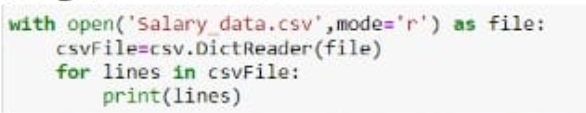 with open('Salary_data.csv',mode='r') as file:
    csvFile=csv.DictReader(file)
    for lines in csvFile:
        print(lines)